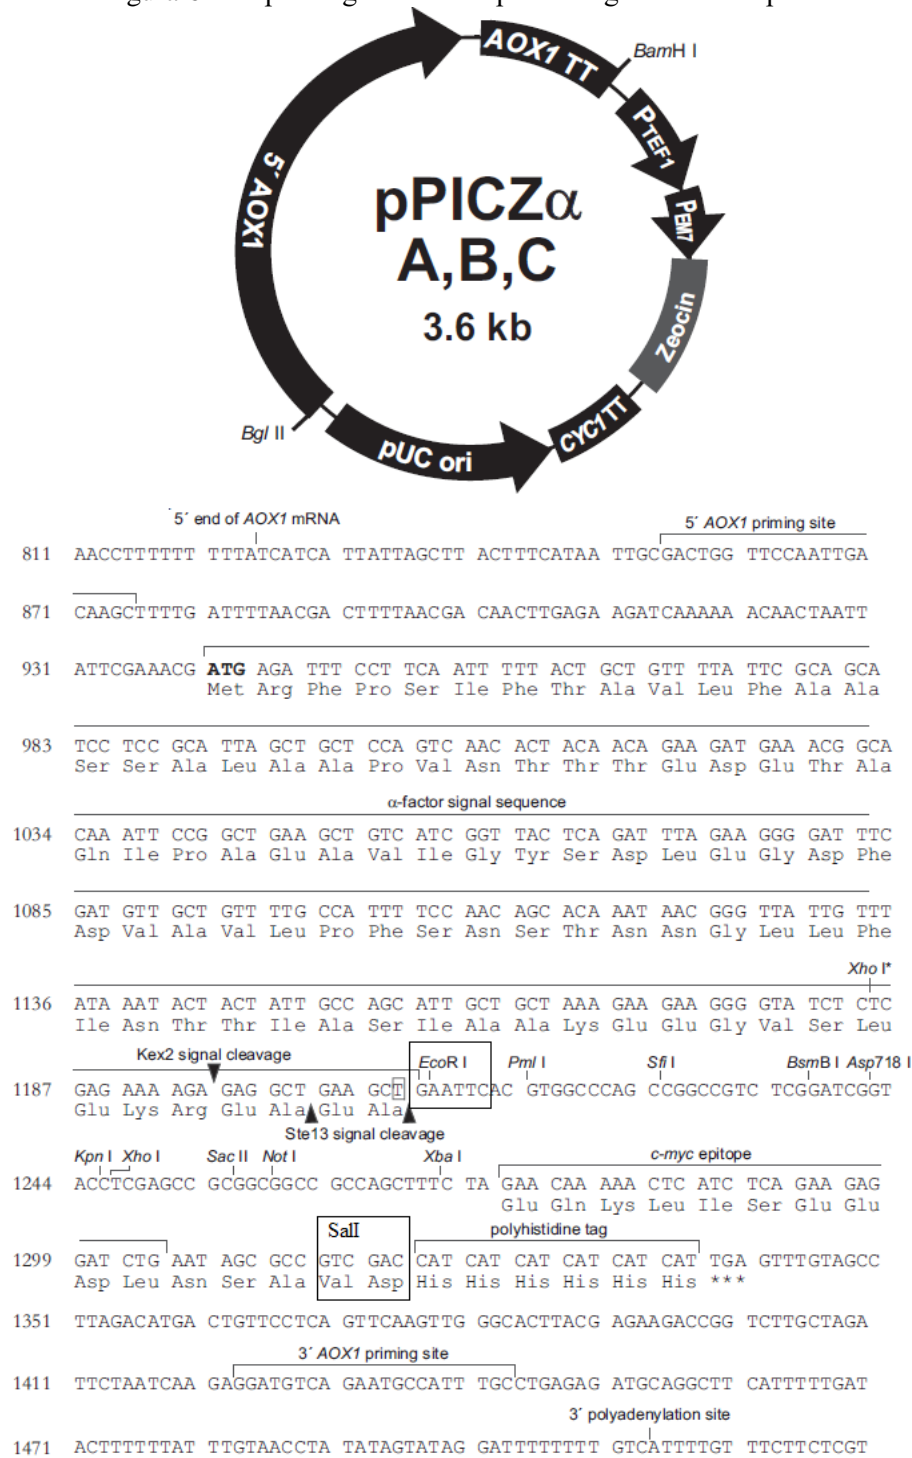 AOX1 TT
BamH I
PTEF1
PEM7
5´ AOX1
pPICZα
A,B,C
3.6 kb
Zeocin
CYC1TT
pUC ori
Bgl II
5´ end of AOX1 mRNA
5´ AOX1 priming site
811 AACCTTTTTT TTTATCATCA TTATTAGCTT ACTTTCATAA TTGCGACTGG TTCCAATTGA
871 CAAGCTTTTG ATTTTAACGA CTTTTAACGA CAACTTGAGA AGATCAAAAA ACAACTAATT
931 ATTCGAAACG ATG AGA TTT CCT TCA ATT TTT ACT GCT GTT TTA TTC GCA GCA
Met Arg Phe Pro Ser Ile Phe Thr Ala Val Leu Phe Ala Ala
983 TCC TCC GCA TTA GCT GCT CCA GTC AAC ACT ACA ACA GAA GAT GAA ACG GCA
Ser Ser Ala Leu Ala Ala Pro Val Asn Thr Thr Thr Glu Asp Glu Thr Ala
α-factor signal sequence
1034 CAA ATT CCG GCT GAA GCT GTC ATC GGT TAC TCA GAT TTA GAA GGG GAT TTC
Gln Ile Pro Ala Glu Ala Val Ile Gly Tyr Ser Asp Leu Glu Gly Asp Phe
1085 GAT GTT GCT GTT TTG CCA TTT TCC AAC AGC ACA AAT AAC GGG TTA TTG TTT
Asp Val Ala Val Leu Pro Phe Ser Asn Ser Thr Asn Asn Gly Leu Leu Phe
Xho I*
1136 ATA AAT ACT ACT ATT GCC AGC ATT GCT GCT AAA GAA GAA GGG GTA TCT CTC
Ile Asn Thr Thr Ile Ala Ser Ile Ala Ala Lys Glu Glu Gly Val Ser Leu
Kex2 signal cleavage
EcoR I Pml I Sfi I BsmB I Asp718 I
1187 GAG AAA AGA GAG GCT GAA GCT GAATTCAC GTGGCCCAG CCGGCCGTC TCGGATCGGT
Glu Lys Arg Glu Ala Glu Ala
Ste13 signal cleavage
Kpn I Xho I Sac II Not I Xba I
c-myc epitope
1244 ACCTCGAGCC GCGGCGGCC GCCAGCTTTC TA GAA CAA AAA CTC ATC TCA GAA GAG
Glu Gln Lys Leu Ile Ser Glu Glu
SalI
polyhistidine tag
1299 GAT CTG AAT AGC GCC GTC GAC CAT CAT CAT CAT CAT CAT TGA GTTTGTAGCC
Asp Leu Asn Ser Ala Val Asp His His His His His His ***
1351 TTAGACATGA CTGTTCCTCA GTTCAAGTTG GGCACTTACG AGAAGACCGG TCTTGCTAGA
3´ AOX1 priming site
1411 TTCTAATCAA GAGGATGTCA GAATGCCATT TGCCTGAGAG ATGCAGGCTT CATTTTTGAT
3´ polyadenylation site
1471 ACTTTTTTAT TTGTAACCTA TATAGTATAG GATTTTTTTT GTCATTTTGT TTCTTCTCGT